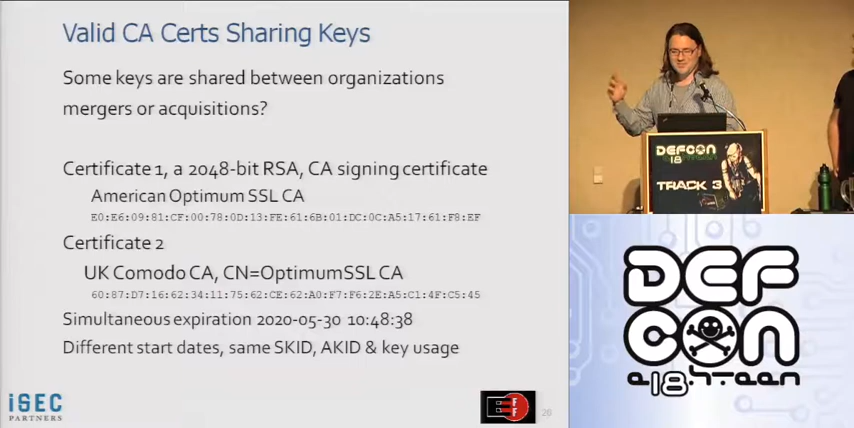 Valid CA Certs Sharing Keys
Some keys are shared between organizations
mergers or acquisitions?
Certificate 1, a 2048-bit RSA, CA signing certificate
American Optimum SSL CA
E0:E6:09:81:CF:00:78:0D:13:FE:61:6B:01:DC:0C:A5:17:61:F8:EF
Certificate 2
UK Comodo CA, CN=OptimumSSL CA
60:87:D7:16:62:34:11:75:62:CE:62:A0:F7:F6:2E:A5:C1:4F:C5:45
Simultaneous expiration 2020-05-30 10:48:38
Different start dates, same SKID, AKID & key usage
iSEC
PARTNERS
EFF
20
DEFCON
18
TRACK 3
DEF
CON
e18hteen